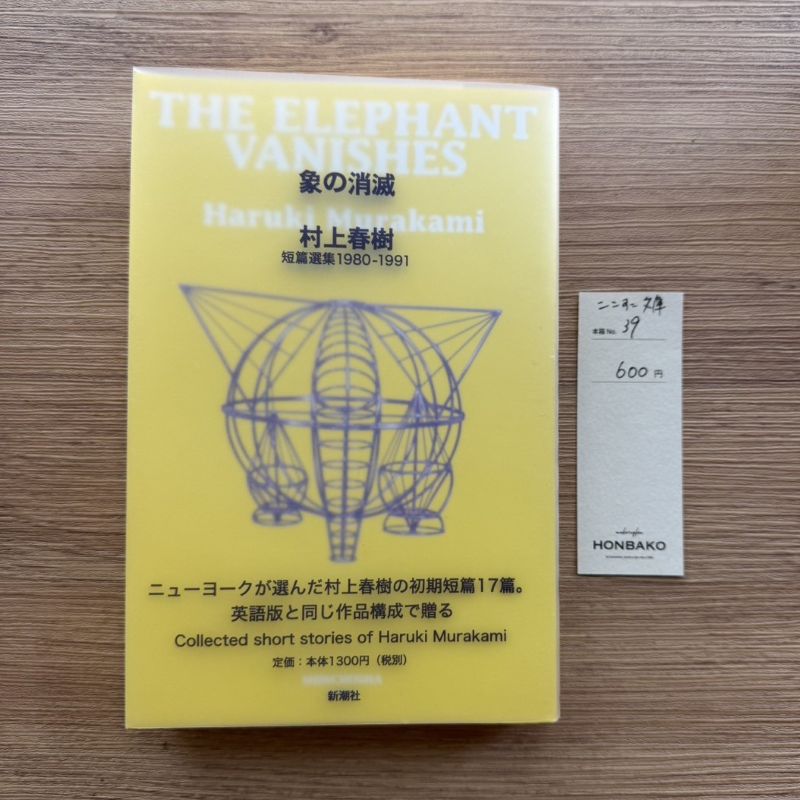 THE ELEPHANT
VANISHES
象の消滅
Haruki Murakami
村上春樹
短篇選集1980-1991
ニューヨークが選んだ村上春樹の初期短篇17篇。
英語版と同じ作品構成で贈る
Collected short stories of Haruki Murakami
定価：本体1300円（税別）
SHINCHOSHA
新潮社
文庫
本箱 No. 39
600 円
HONBAKO